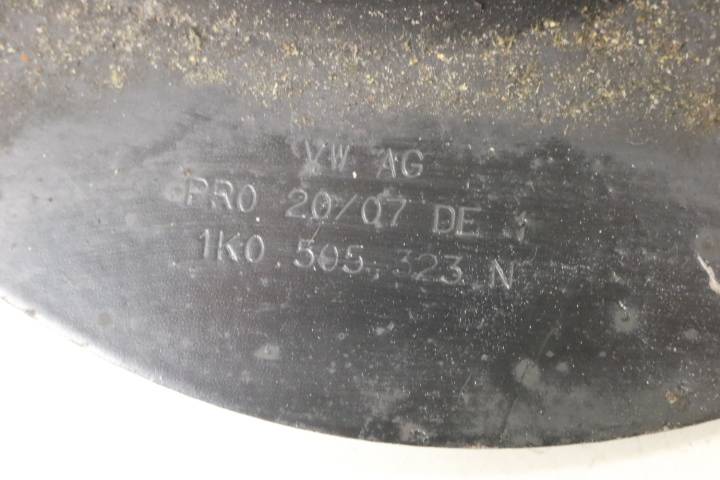 VW AG
PRO 20/07 DE
1K0 505 323 N